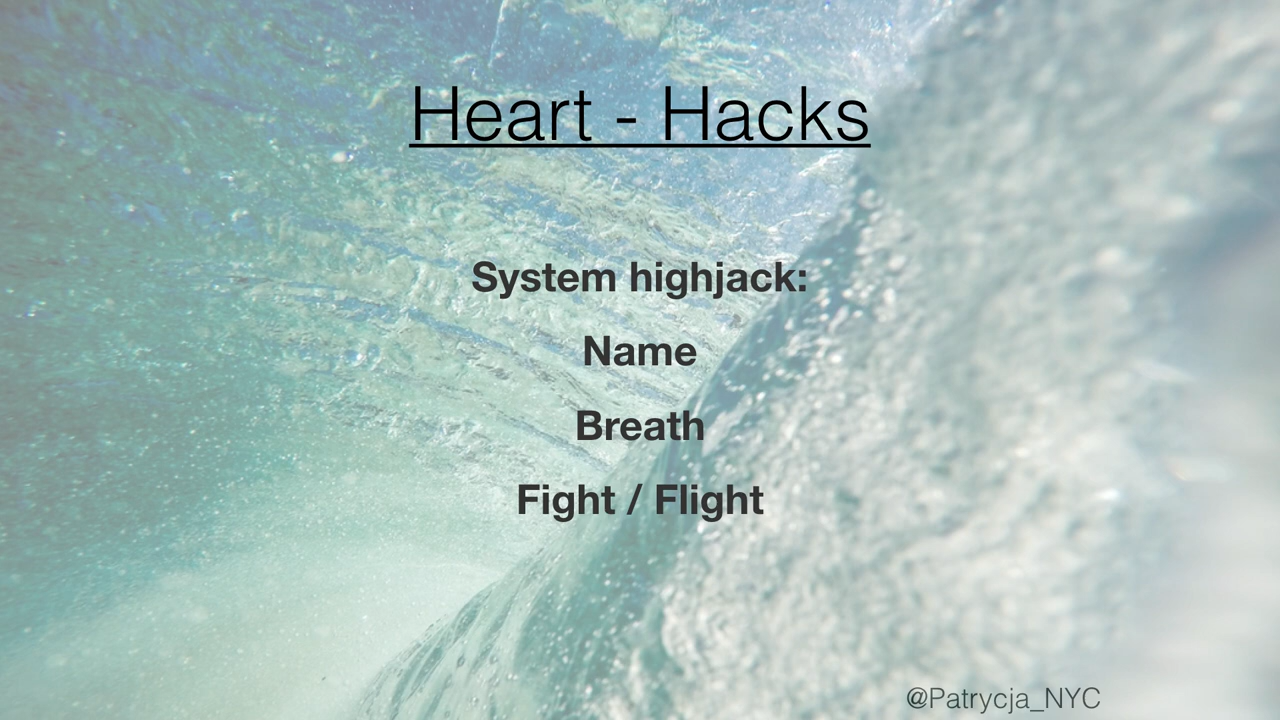 Heart - Hacks
System highjack:
Name
Breath
Fight / Flight
@Patrycja_NYC